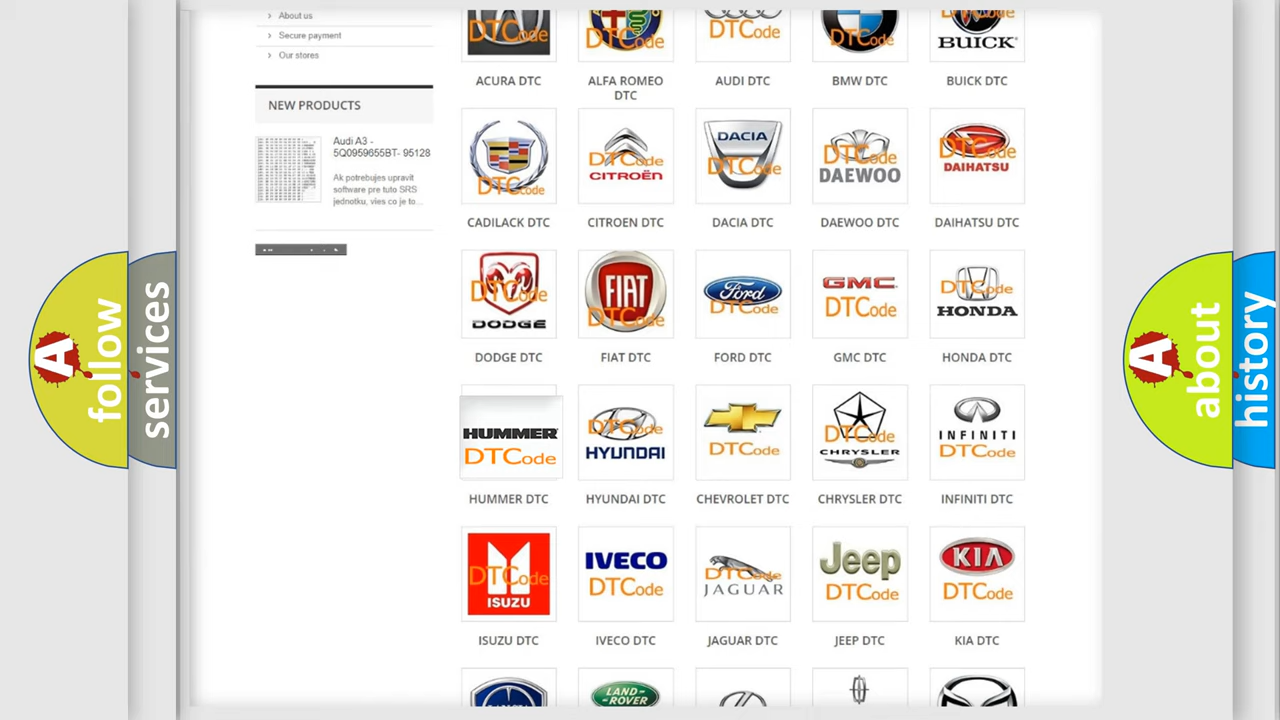 About us
Secure payment
Our stores
NEW PRODUCTS
Audi A3 -
5Q0959655BT- 95128
Ak potrebujes upravit
software pre tuto SRS
jednotku, vies co je to...
A follow
services
DTCode
DTCode
DTCode
DTCode
DTCode
BUICK
ACURA DTC
ALFA ROMEO
DTC
AUDI DTC
BMW DTC
BUICK DTC
DTCode
DTCode
CITROËN
DACIA
DTCode
DTCode
DAEWOO
DTCode
DAIHATSU
CADILACK DTC
CITROEN DTC
DACIA DTC
DAEWOO DTC
DAIHATSU DTC
DTCode
DODGE
FIAT
DTCode
Ford
DTCode
GMC
DTCode
DTCode
HONDA
DODGE DTC
FIAT DTC
FORD DTC
GMC DTC
HONDA DTC
HUMMER
DTCode
DTCode
HYUNDAI
DTCode
DTCode
CHRYSLER
INFINITI
DTCode
HUMMER DTC
HYUNDAI DTC
CHEVROLET DTC
CHRYSLER DTC
INFINITI DTC
DTCode
ISUZU
IVECO
DTCode
DTCode
JAGUAR
Jeep
DTCode
KIA
DTCode
ISUZU DTC
IVECO DTC
JAGUAR DTC
JEEP DTC
KIA DTC
LAND-
ROVER
A about
history